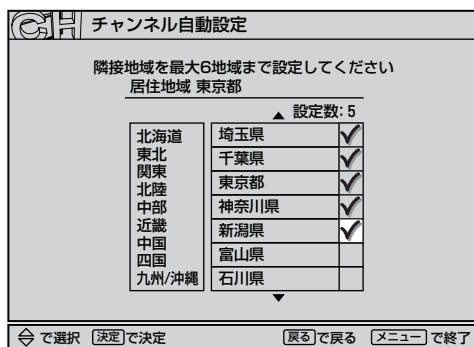 CH チャンネル自動設定
隣接地域を最大6地域まで設定してください
居住地域 東京都
▲ 設定数: 5
北海道
東北
関東
北陸
中部
近畿
中国
四国
九州/沖縄
埼玉県
千葉県
東京都
神奈川県
新潟県
富山県
石川県
▼
で選択 決定で決定 戻るで戻る メニューで終了